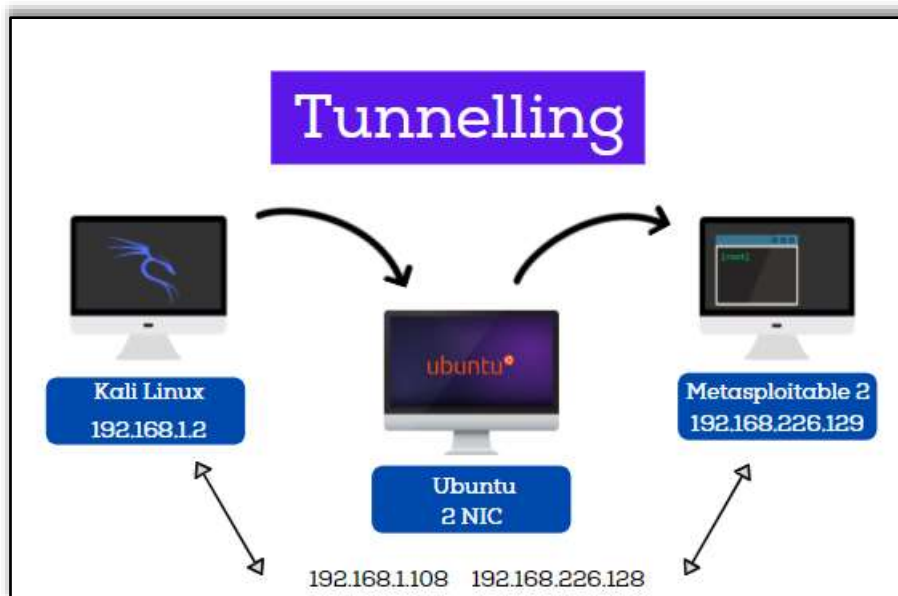 Tunnelling
[root]
ubuntu
Kali Linux
192.168.1.2
Metasploitable 2
192.168.226.129
Ubuntu
2 NIC
192.168.1.108 192.168.226.128